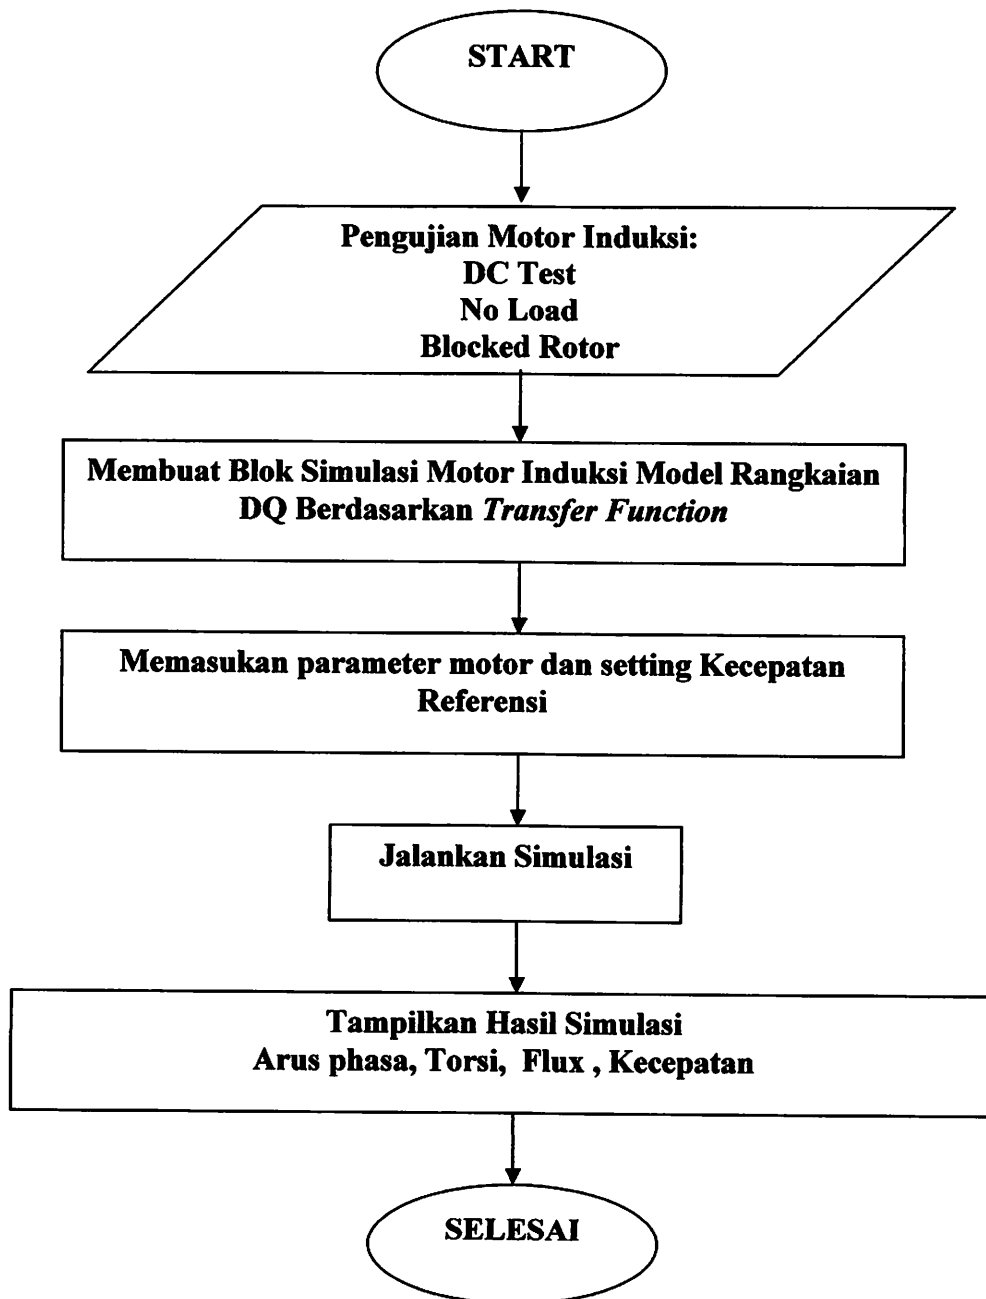 START
Pengujian Motor Induksi:
DC Test
No Load
Blocked Rotor
Membuat Blok Simulasi Motor Induksi Model Rangkaian
DQ Berdasarkan Transfer Function
Memasukan parameter motor dan setting Kecepatan
Referensi
Jalankan Simulasi
Tampilkan Hasil Simulasi
Arus phasa, Torsi, Flux , Kecepatan
SELESAI